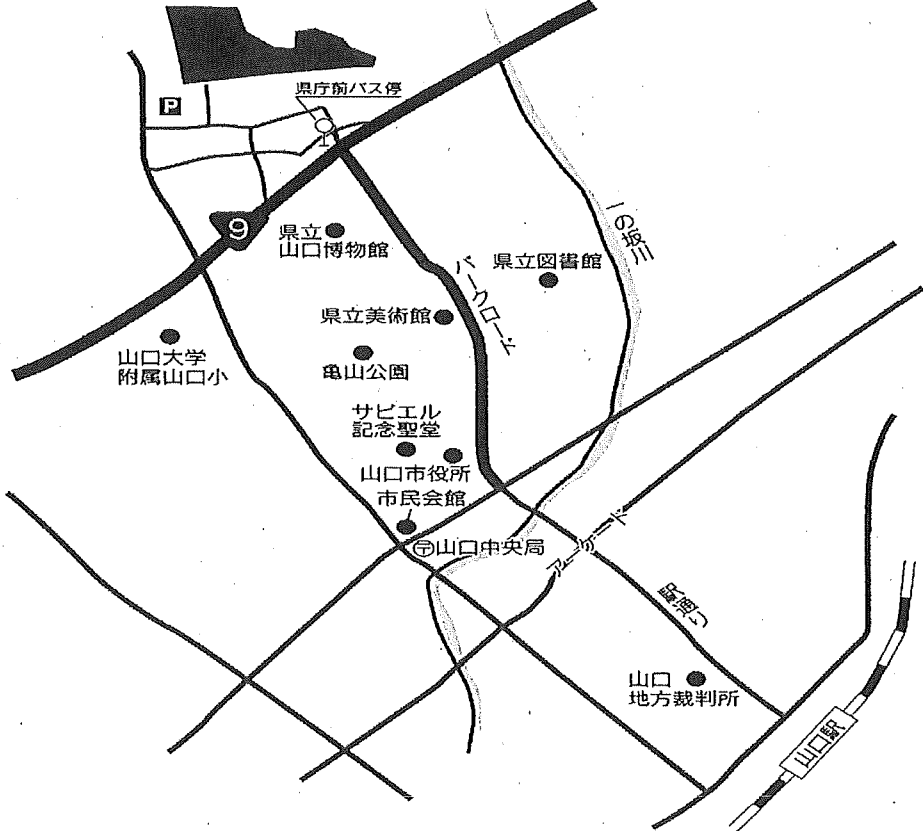 県庁前バス停
P
9
県立
山口博物館
一の坂川
県立図書館
パークロード
県立美術館
山口大学
附属山口小
亀山公園
サビエル
記念聖堂
山口市役所
市民会館
〒山口中央局
アーケード
駅通り
山口
地方裁判所
山口駅